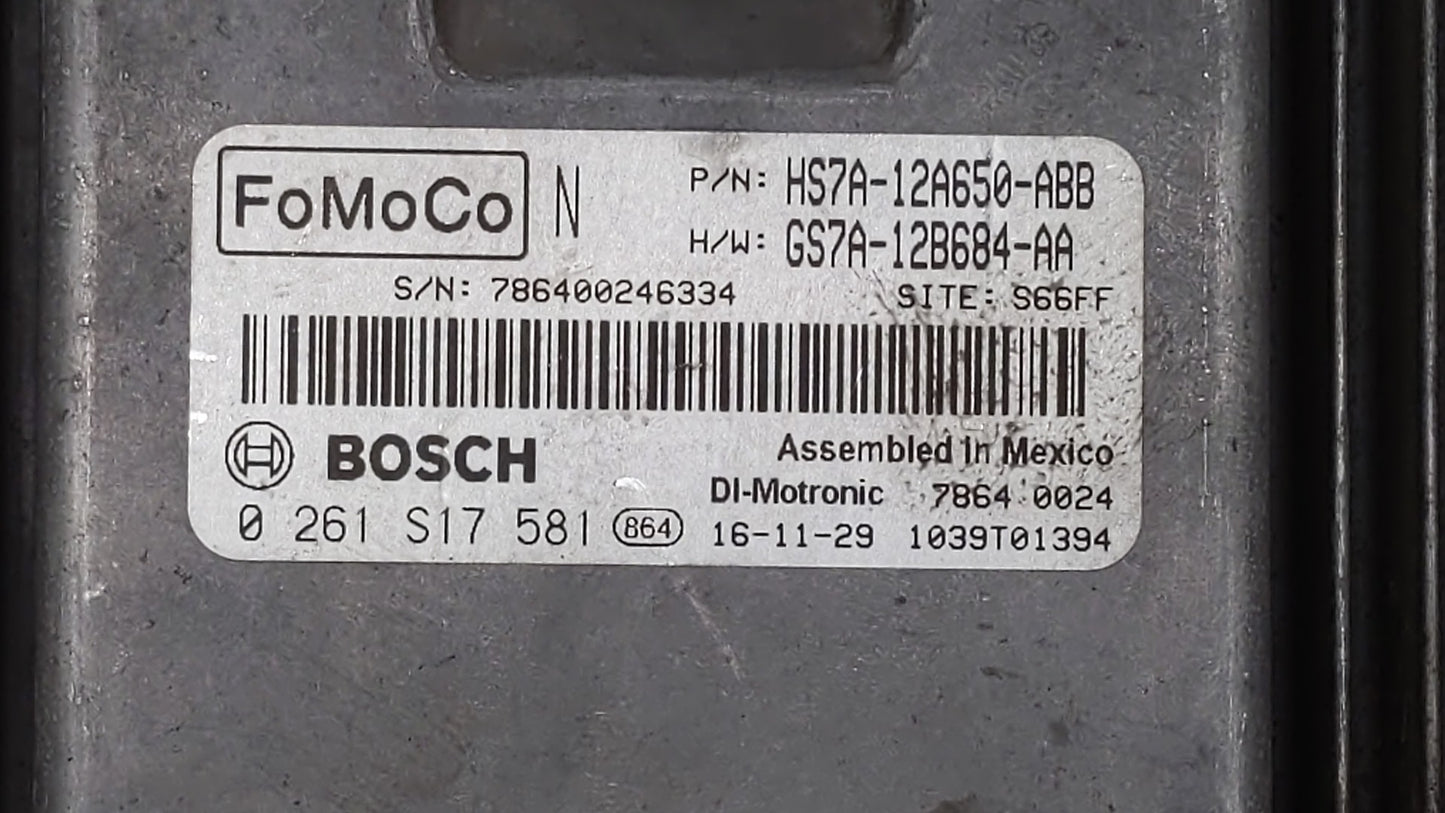 FoMoCo N P/N: HS7A-12A650-ABB
H/W: GS7A-12B684-AA
S/N: 786400246334 SITE: S66FF
BOSCH Assembled in Mexico
DI-Motronic 7864 0024
0 261 S17 581 864 16-11-29 1039T01394